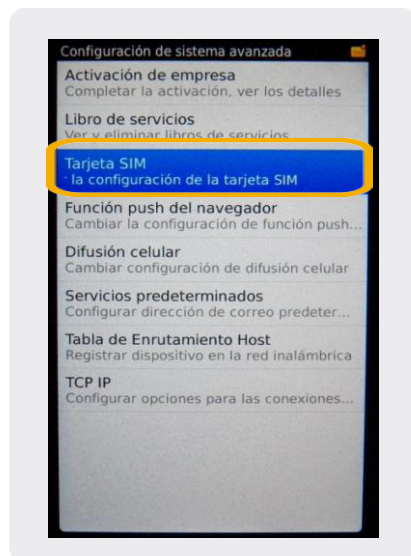 Configuración de sistema avanzada
Activación de empresa
Completar la activación, ver los detalles
Libro de servicios
Ver y eliminar libros de servicios
Tarjeta SIM
la configuración de la tarjeta SIM
Función push del navegador
Cambiar la configuración de función push...
Difusión celular
Cambiar configuración de difusión celular
Servicios predeterminados
Configurar dirección de correo predeter...
Tabla de Enrutamiento Host
Registrar dispositivo en la red inalámbrica
TCP IP
Configurar opciones para las conexiones...